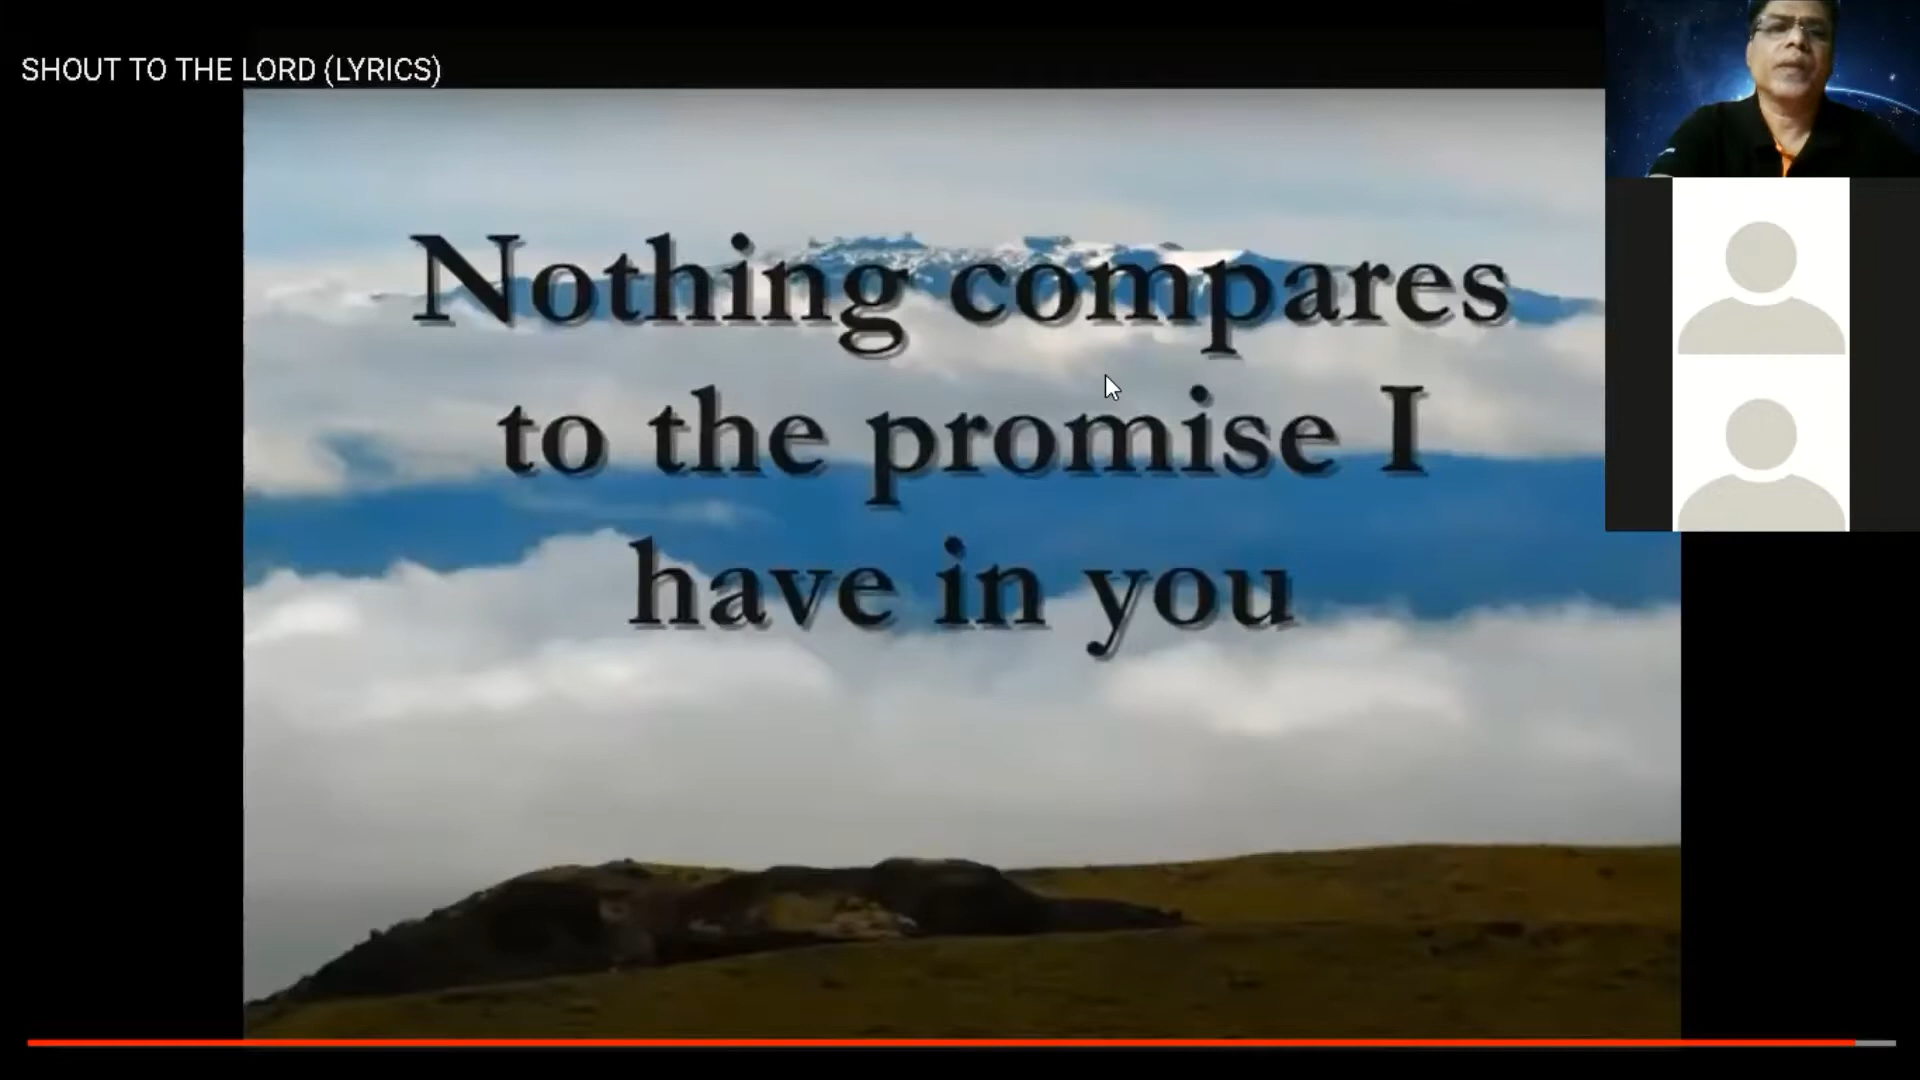 SHOUT TO THE LORD (LYRICS)
Nothing compares
to the promise I
have in you